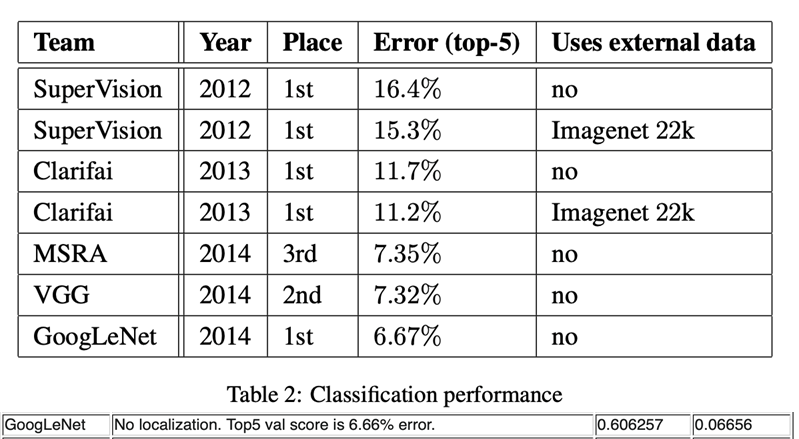 Team Year Place Error (top-5) Uses external data
SuperVision 2012 1st 16.4% no
SuperVision 2012 1st 15.3% Imagenet 22k
Clarifai 2013 1st 11.7% no
Clarifai 2013 1st 11.2% Imagenet 22k
MSRA 2014 3rd 7.35% no
VGG 2014 2nd 7.32% no
GoogLeNet 2014 1st 6.67% no
Table 2: Classification performance
GoogLeNet No localization. Top5 val score is 6.66% error. 0.606257 0.06656